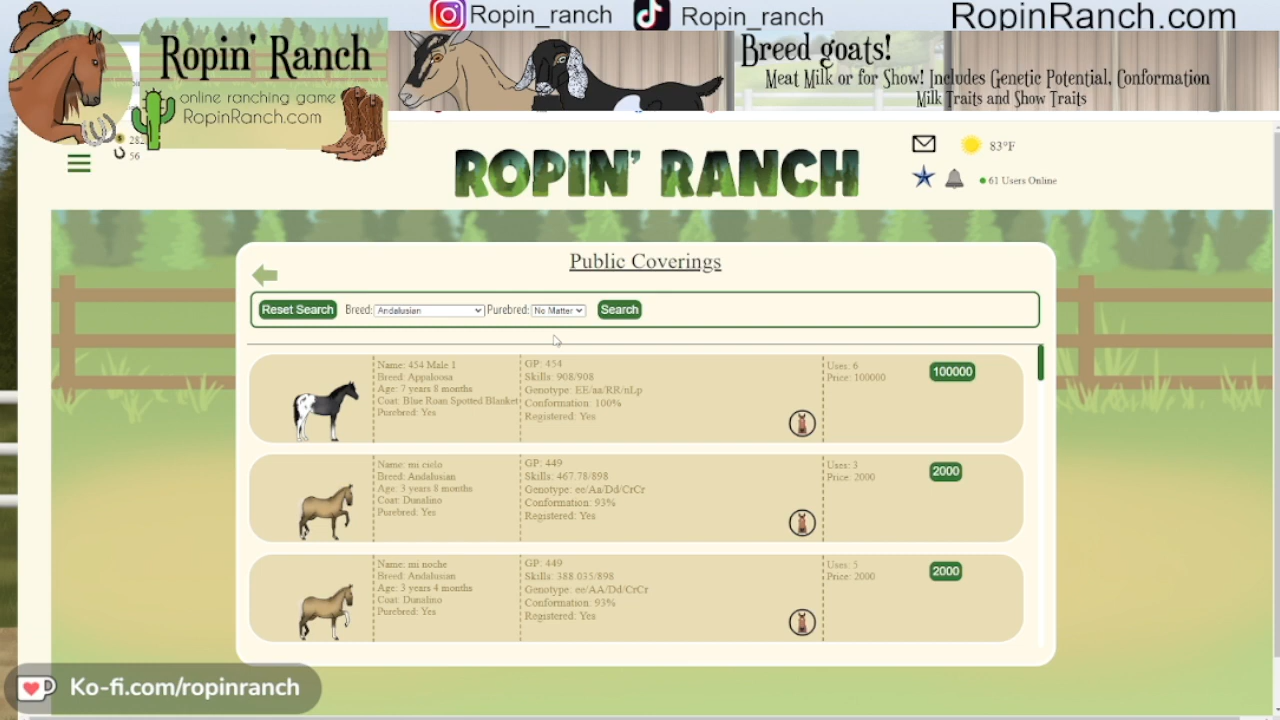 Ropin_ranch
Ropin_ranch
RopinRanch.com
Ropin' Ranch
online ranching game
RopinRanch.com
Breed goats!
Meat Milk or for Show! Includes Genetic Potential, Conformation
Milk Traits and Show Traits
282
56
ROPIN' RANCH
83°F
61 Users Online
Public Coverings
Reset Search Breed: Andalusian Purebred: No Matter Search
Name: 454 Male 1
Breed: Appaloosa
Age: 7 years 8 months
Coat: Blue Roan Spotted Blanket
Purebred: Yes
GP: 454
Skills: 908/908
Genotype: EE/aa/RR/nLp
Conformation: 100%
Registered: Yes
Uses: 6
Price: 100000
100000
Name: mi cielo
Breed: Andalusian
Age: 3 years 8 months
Coat: Dunalino
Purebred: Yes
GP: 449
Skills: 467.78/898
Genotype: ee/Aa/Dd/CrCr
Conformation: 93%
Registered: Yes
Uses: 3
Price: 2000
2000
Name: mi noche
Breed: Andalusian
Age: 3 years 4 months
Coat: Dunalino
Purebred: Yes
GP: 449
Skills: 388.035/898
Genotype: ee/AA/Dd/CrCr
Conformation: 93%
Registered: Yes
Uses: 5
Price: 2000
2000
Ko-fi.com/ropinranch